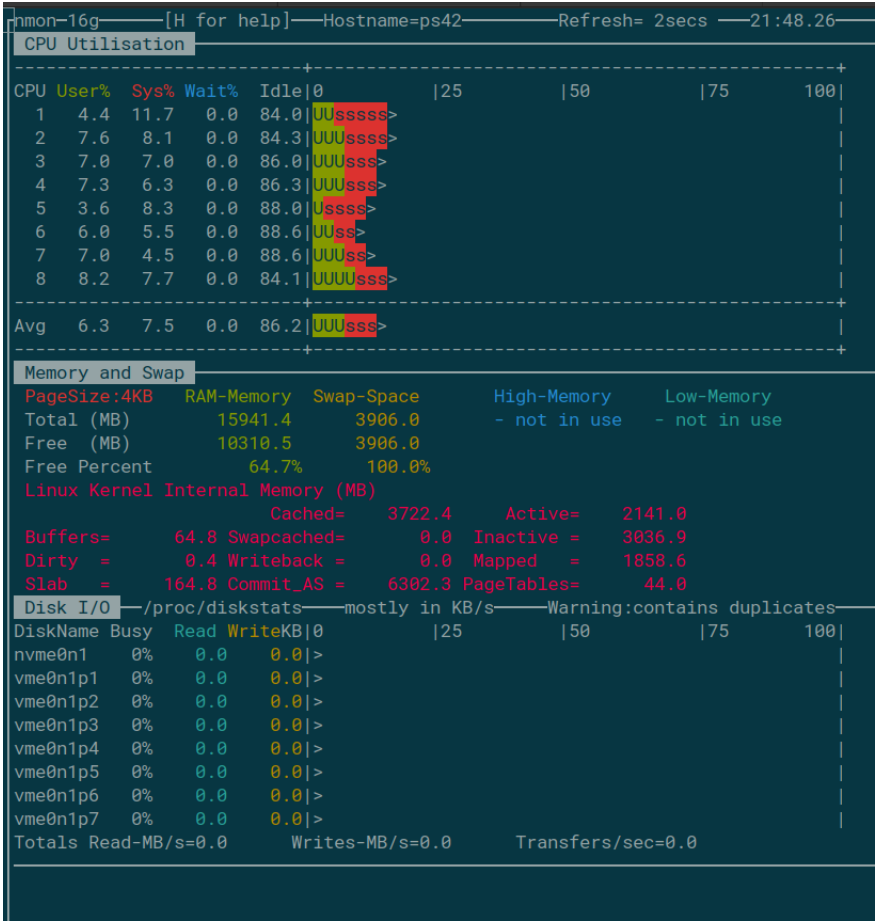 nmon-16g [H for help] Hostname=ps42 Refresh= 2secs 21:48.26
CPU Utilisation
CPU User% Sys% Wait% Idle|0 |25 |50 |75 100|
1 4.4 11.7 0.0 84.0|UUsssss> |
2 7.6 8.1 0.0 84.3|UUUssss> |
3 7.0 7.0 0.0 86.0|UUUsss> |
4 7.3 6.3 0.0 86.3|UUUsss> |
5 3.6 8.3 0.0 88.0|Ussss> |
6 6.0 5.5 0.0 88.6|UUss> |
7 7.0 4.5 0.0 88.6|UUUss> |
8 8.2 7.7 0.0 84.1|UUUUsss> |
Avg 6.3 7.5 0.0 86.2|UUUsss> |
Memory and Swap
PageSize:4KB RAM-Memory Swap-Space High-Memory Low-Memory
Total (MB) 15941.4 3906.0 - not in use - not in use
Free (MB) 10310.5 3906.0
Free Percent 64.7% 100.0%
Linux Kernel Internal Memory (MB)
Cached= 3722.4 Active= 2141.0
Buffers= 64.8 Swapcached= 0.0 Inactive = 3036.9
Dirty = 0.4 Writeback = 0.0 Mapped = 1858.6
Slab = 164.8 Commit_AS = 6302.3 PageTables= 44.0
Disk I/O /proc/diskstats mostly in KB/s Warning:contains duplicates
DiskName Busy Read WriteKB|0 |25 |50 |75 100|
nvme0n1 0% 0.0 0.0|> |
vme0n1p1 0% 0.0 0.0|> |
vme0n1p2 0% 0.0 0.0|> |
vme0n1p3 0% 0.0 0.0|> |
vme0n1p4 0% 0.0 0.0|> |
vme0n1p5 0% 0.0 0.0|> |
vme0n1p6 0% 0.0 0.0|> |
vme0n1p7 0% 0.0 0.0|> |
Totals Read-MB/s=0.0 Writes-MB/s=0.0 Transfers/sec=0.0